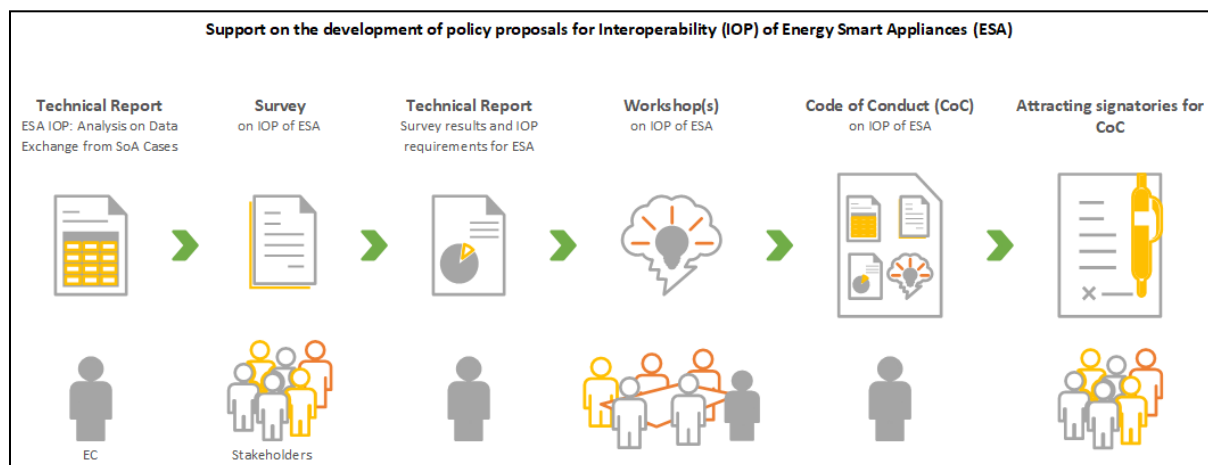 Support on the development of policy proposals for Interoperability (IOP) of Energy Smart Appliances (ESA)
Technical Report
ESA IOP: Analysis on Data
Exchange from SoA Cases
Survey
on IOP of ESA
Technical Report
Survey results and IOP
requirements for ESA
Workshop(s)
on IOP of ESA
Code of Conduct (CoC)
on IOP of ESA
Attracting signatories for
CoC
EC
Stakeholders